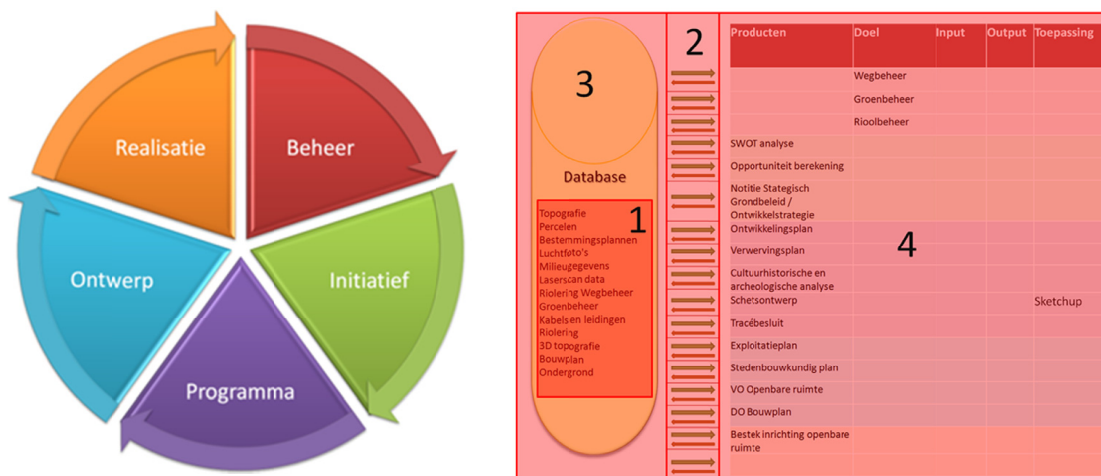 Realisatie
Beheer
Ontwerp
Initiatief
Programma
3
Database
1
Topografie
Percelen
Bestemmingsplannen
Luchtfoto's
Milieugegevens
Laserscan data
Riolering Wegbeheer
Groenbeheer
Kabels en leidingen
Riolering
3D topografie
Bouwplan
Ondergrond
2
Producten Doel Input Output Toepassing
Wegbeheer
Groenbeheer
Rioolbeheer
SWOT analyse
Opportuniteit berekening
Notitie Stategisch
Grondbeleid /
Ontwikkelstrategie
Ontwikkelingsplan
4
Verwervingsplan
Cultuurhistorische en
archeologische analyse
Schetsontwerp Sketchup
Tracébesluit
Exploitatieplan
Stedenbouwkundig plan
VO Openbare ruimte
DO Bouwplan
Bestek inrichting openbare
ruimte